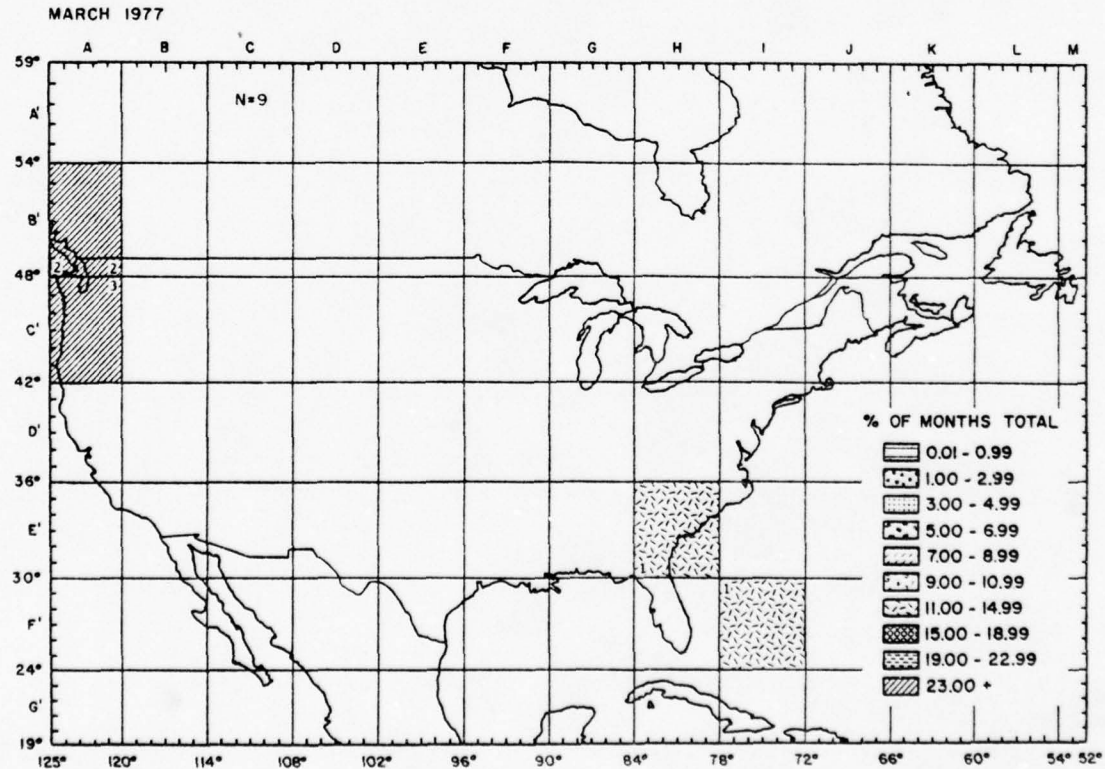 MARCH 1977
A B C D E F G H I J K L M
59°
N=9
A'
54°
B'
2 2
48°
3
C'
42°
% OF MONTHS TOTAL
D'
0.01 - 0.99
1.00 - 2.99
36°
3.00 - 4.99
5.00 - 6.99
E'
7.00 - 8.99
1
30°
9.00 - 10.99
11.00 - 14.99
F'
15.00 - 18.99
19.00 - 22.99
24°
23.00 +
G'
19°
125° 120° 114° 108° 102° 96° 90° 84° 78° 72° 66° 60° 54° 52°